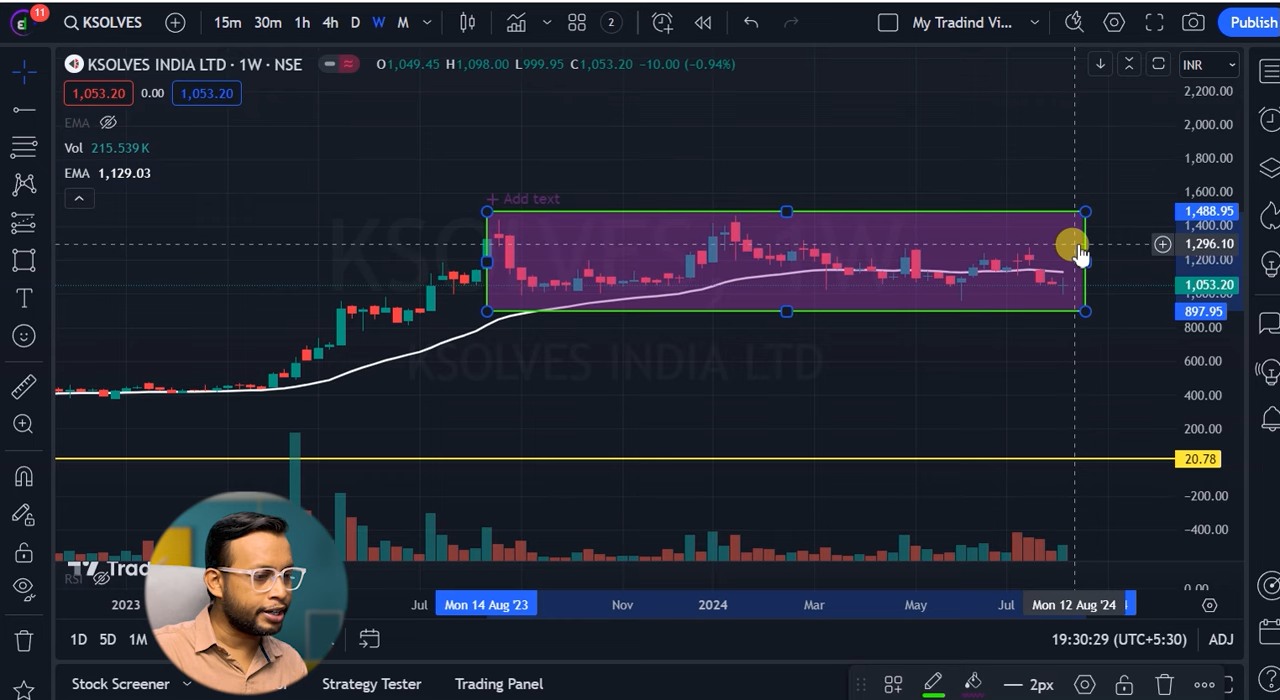 11
KSOLVES
15m 30m 1h 4h D W M
2
My Tradind Vi...
Publish
KSOLVES INDIA LTD · 1W · NSE
O1,049.45 H1,098.00 L999.95 C1,053.20 −10.00 (−0.94%)
INR
1,053.20 0.00 1,053.20
EMA
Vol 215.539K
EMA 1,129.03
+ Add text
KSOLVES INDIA LTD
2,200.00
2,000.00
1,800.00
1,600.00
1,488.95
1,400.00
1,296.10
1,200.00
1,053.20
897.95
800.00
600.00
400.00
200.00
20.78
−200.00
−400.00
Trad
RSI
2023 Jul Mon 14 Aug '23 Nov 2024 Mar May Jul Mon 12 Aug '24
1D 5D 1M
19:30:29 (UTC+5:30) ADJ
Stock Screener Strategy Tester Trading Panel
2px